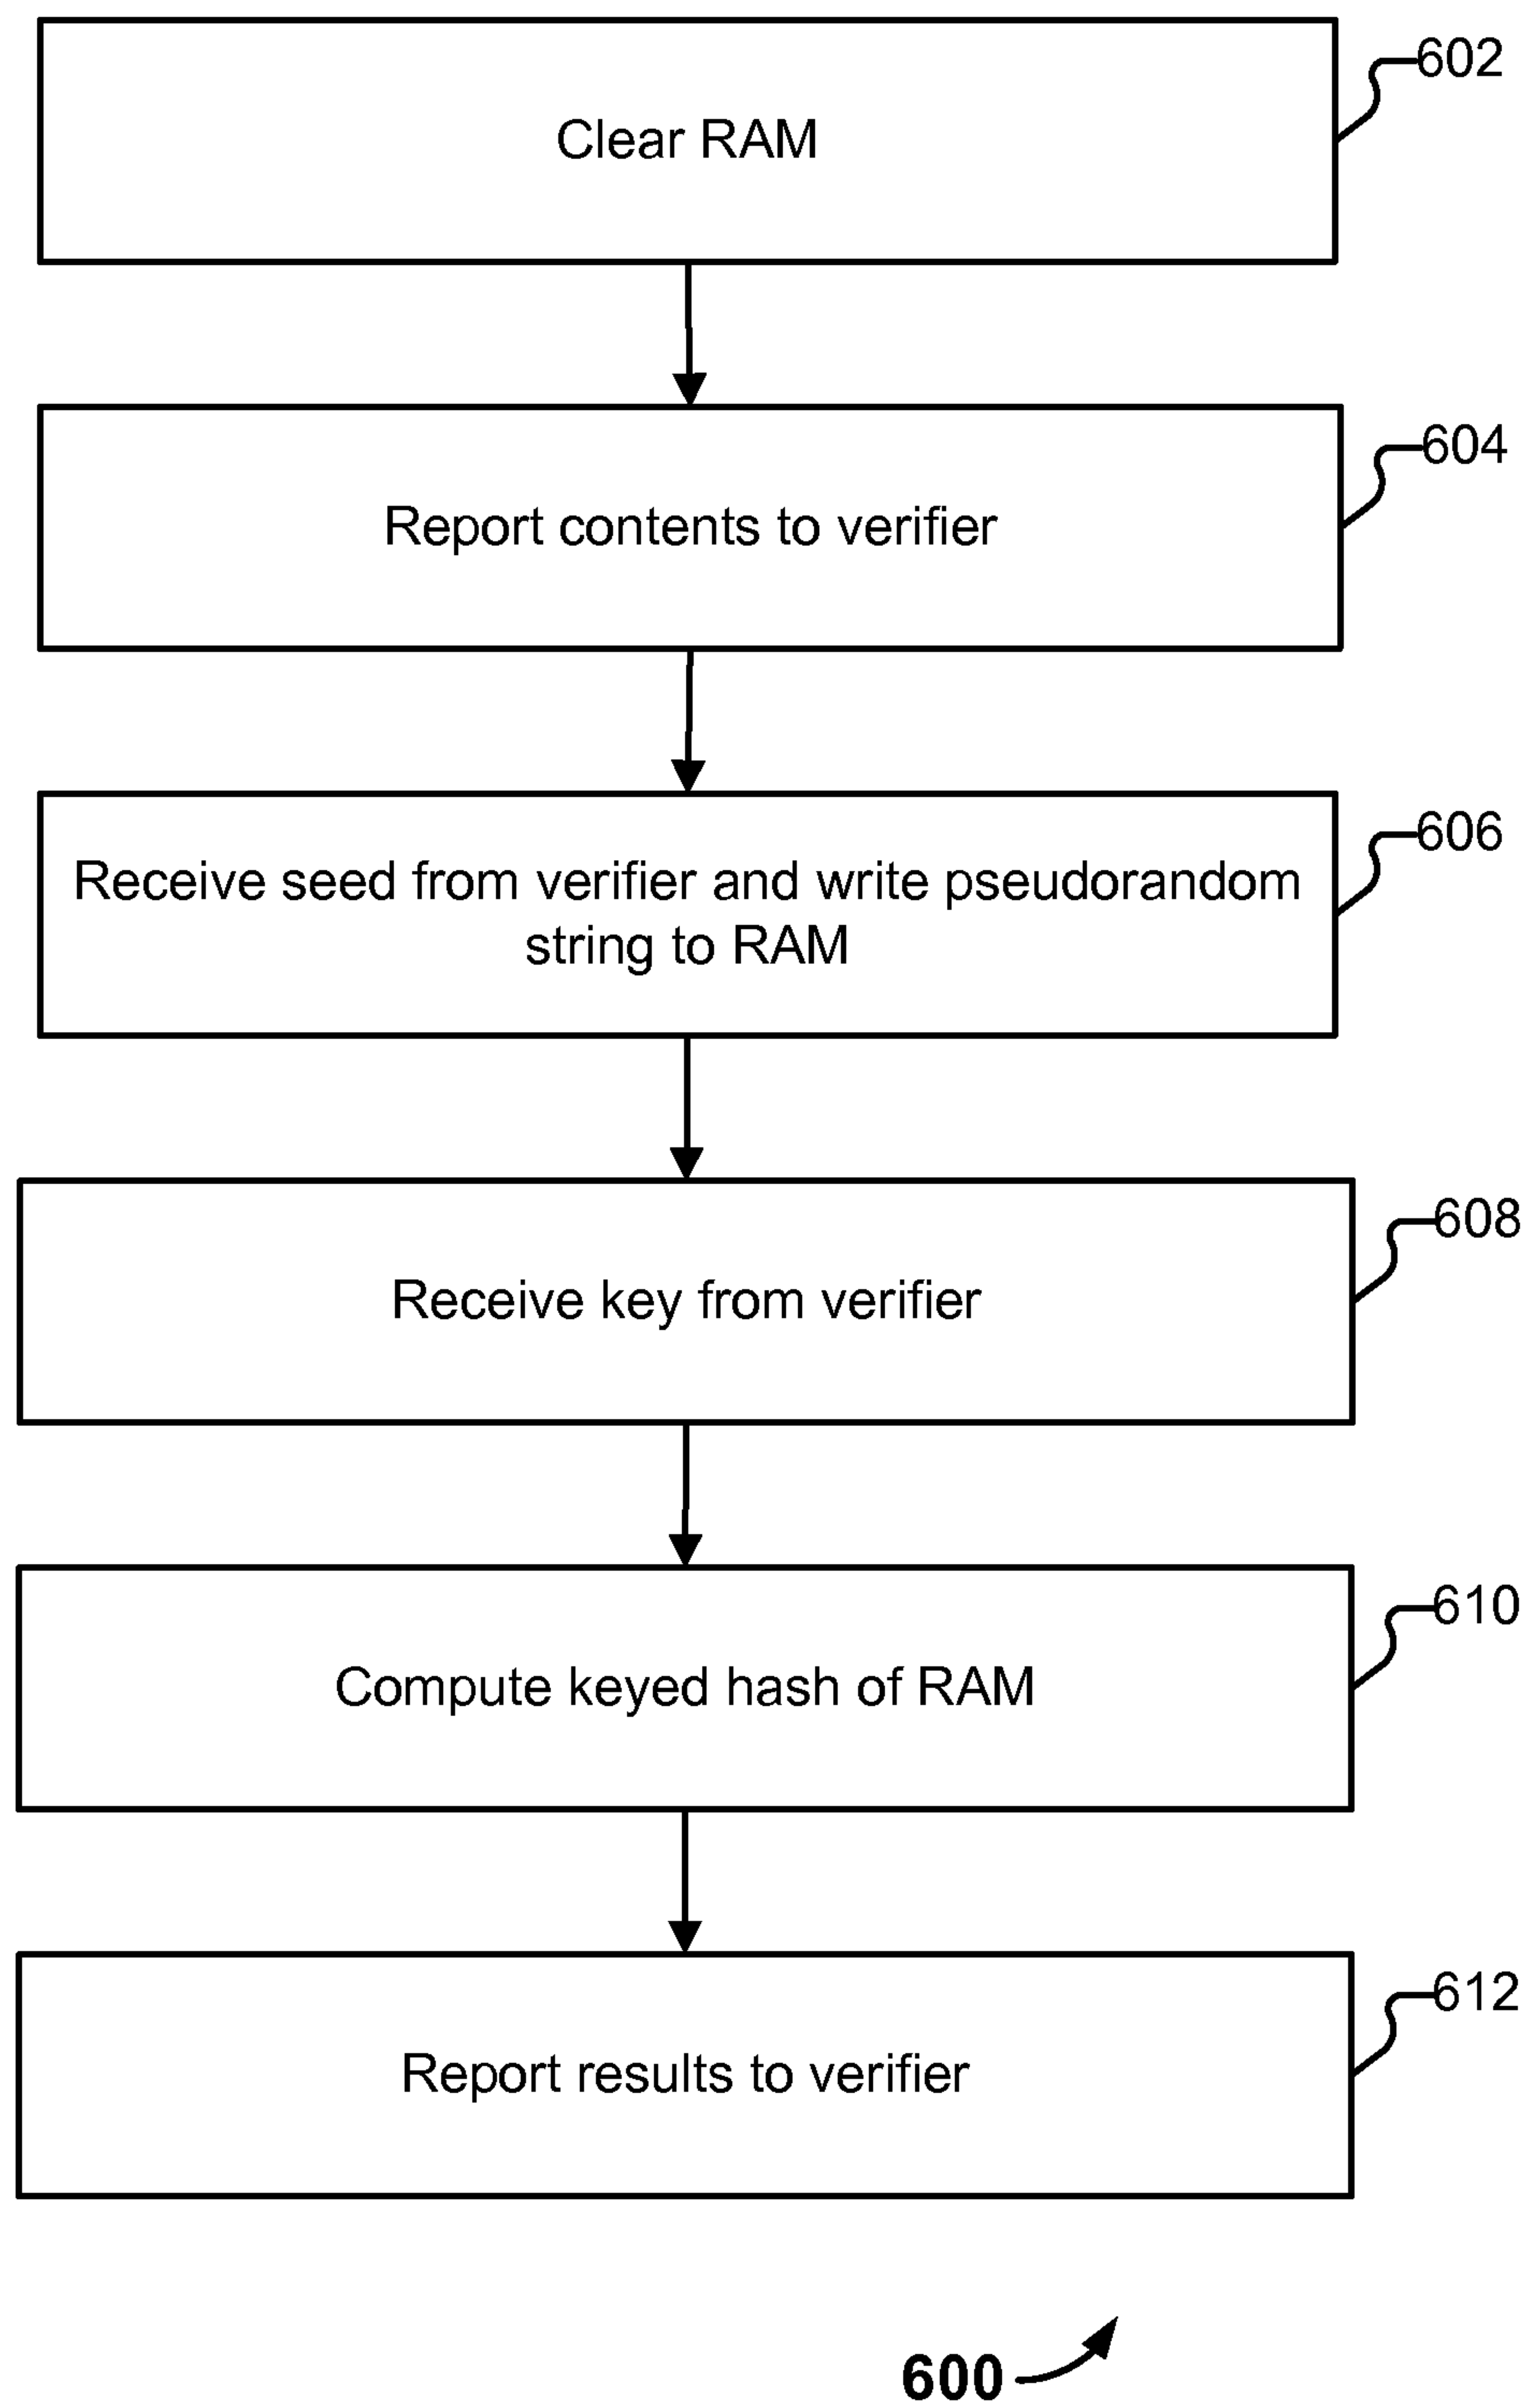 Clear RAM
602
Report contents to verifier
604
Receive seed from verifier and write pseudorandom
string to RAM
606
Receive key from verifier
608
Compute keyed hash of RAM
610
Report results to verifier
612
600